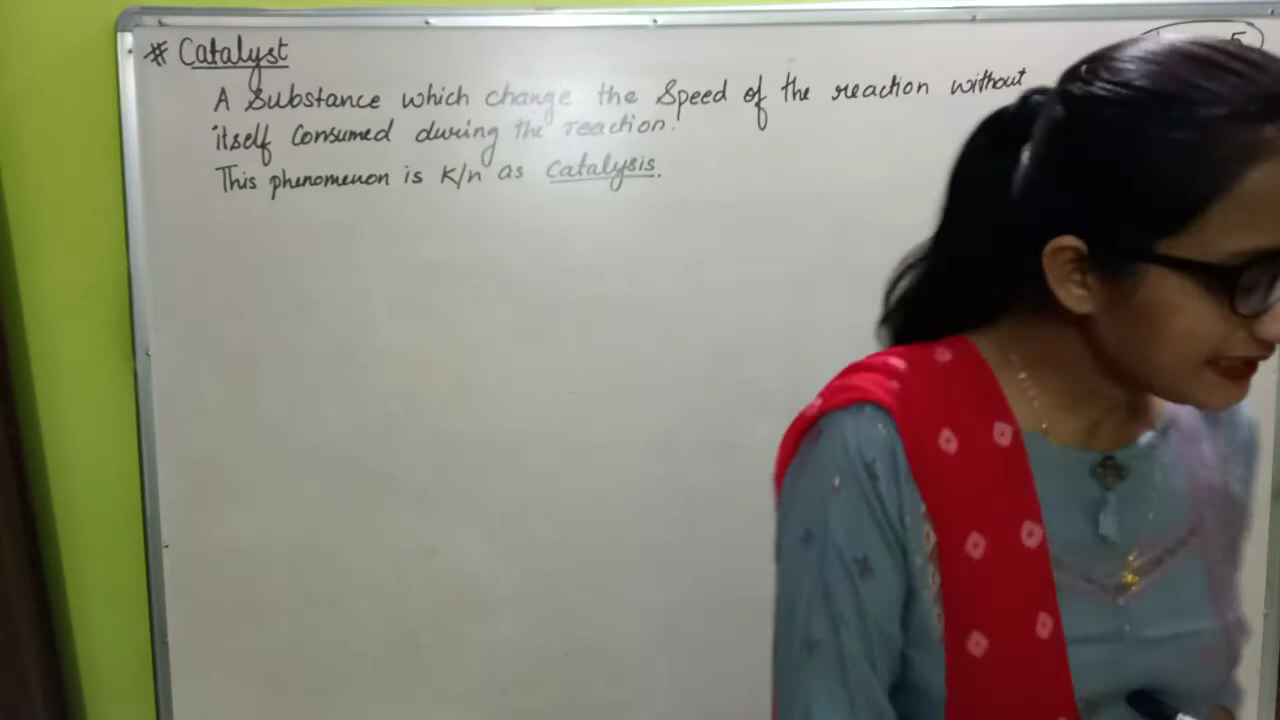 # Catalyst
A Substance which change the Speed of the reaction without
itself Consumed during the reaction.
This phenomenon is K/n as Catalysis.